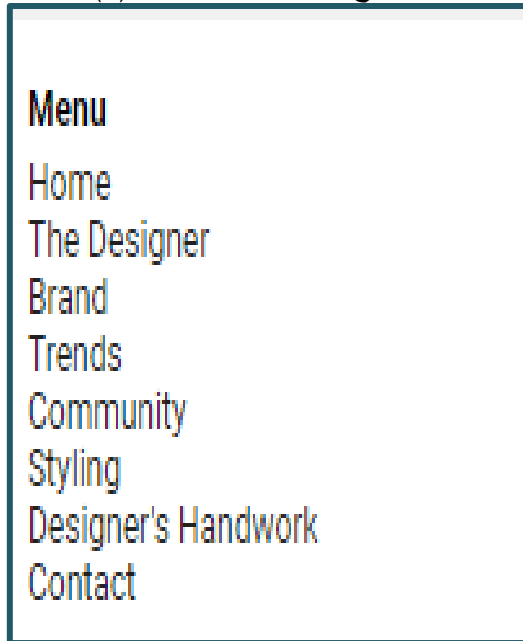 Menu
Home
The Designer
Brand
Trends
Community
Styling
Designer's Handwork
Contact